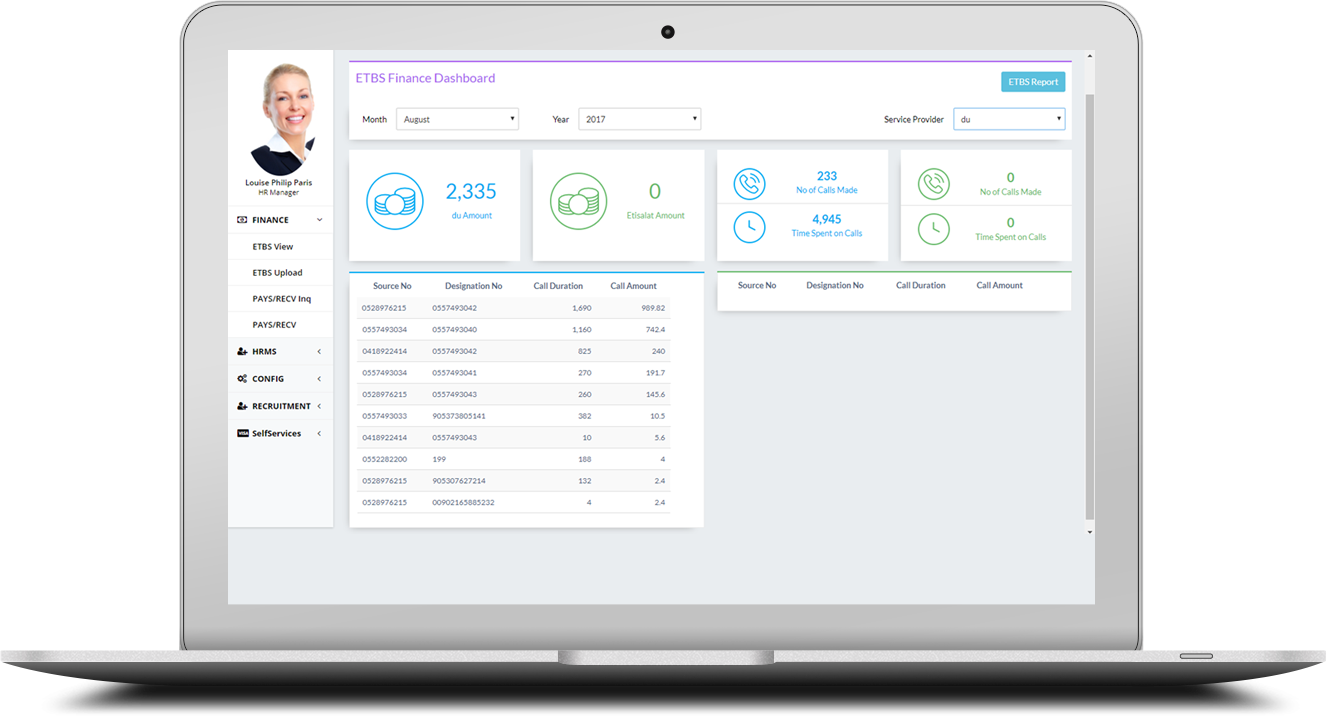 Louise Philip Paris
HR Manager
FINANCE
ETBS View
ETBS Upload
PAYS/RECV Inq
PAYS/RECV
HRMS
CONFIG
RECRUITMENT
VISA SelfServices
ETBS Finance Dashboard
ETBS Report
Month August Year 2017 Service Provider du
2,335
du Amount
0
Etisalat Amount
233
No of Calls Made
4,945
Time Spent on Calls
0
No of Calls Made
0
Time Spent on Calls
Source No Designation No Call Duration Call Amount
0528976215 0557493042 1,690 989.82
0557493034 0557493040 1,160 742.4
0418922414 0557493042 825 240
0557493034 0557493041 270 191.7
0528976215 0557493043 260 145.6
0557493033 905373805141 382 10.5
0418922414 0557493043 10 5.6
0552282200 199 188 4
0528976215 905307627214 132 2.4
0528976215 00902165885232 4 2.4
Source No Designation No Call Duration Call Amount